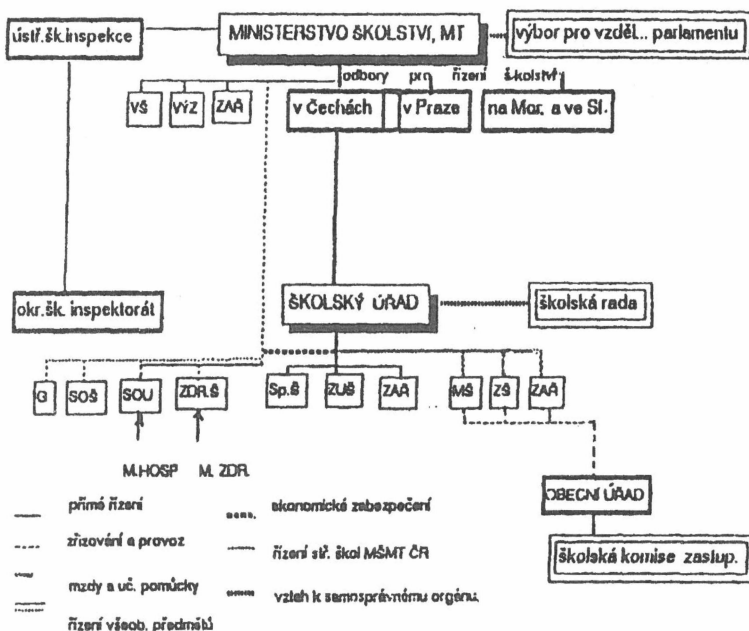 ústř. šk. inspekce
MINISTERSTVO ŠKOLSTVÍ, MT
výbor pro vzděl... parlamentu
odbory pro řízení školství:
VŠ VÝZ ZAŘ
v Čechách v Praze na Mor. a ve Sl.
okr. šk. inspektorát
ŠKOLSKÝ ÚŘAD
školská rada
G SOŠ SOU ZDR.Š Sp.Š ZUŠ ZAŘ MŠ ZŠ ZAŘ
M.HOSP M. ZDR.
OBECNÍ ÚŘAD
školská komise zastup.
přímé řízení
zřizování a provoz
mzdy a uč. pomůcky
řízení všeob. předmětů
ekonomické zabezpečení
řízení stř. škol MŠMT ČR
vztah k samosprávnému orgánu.